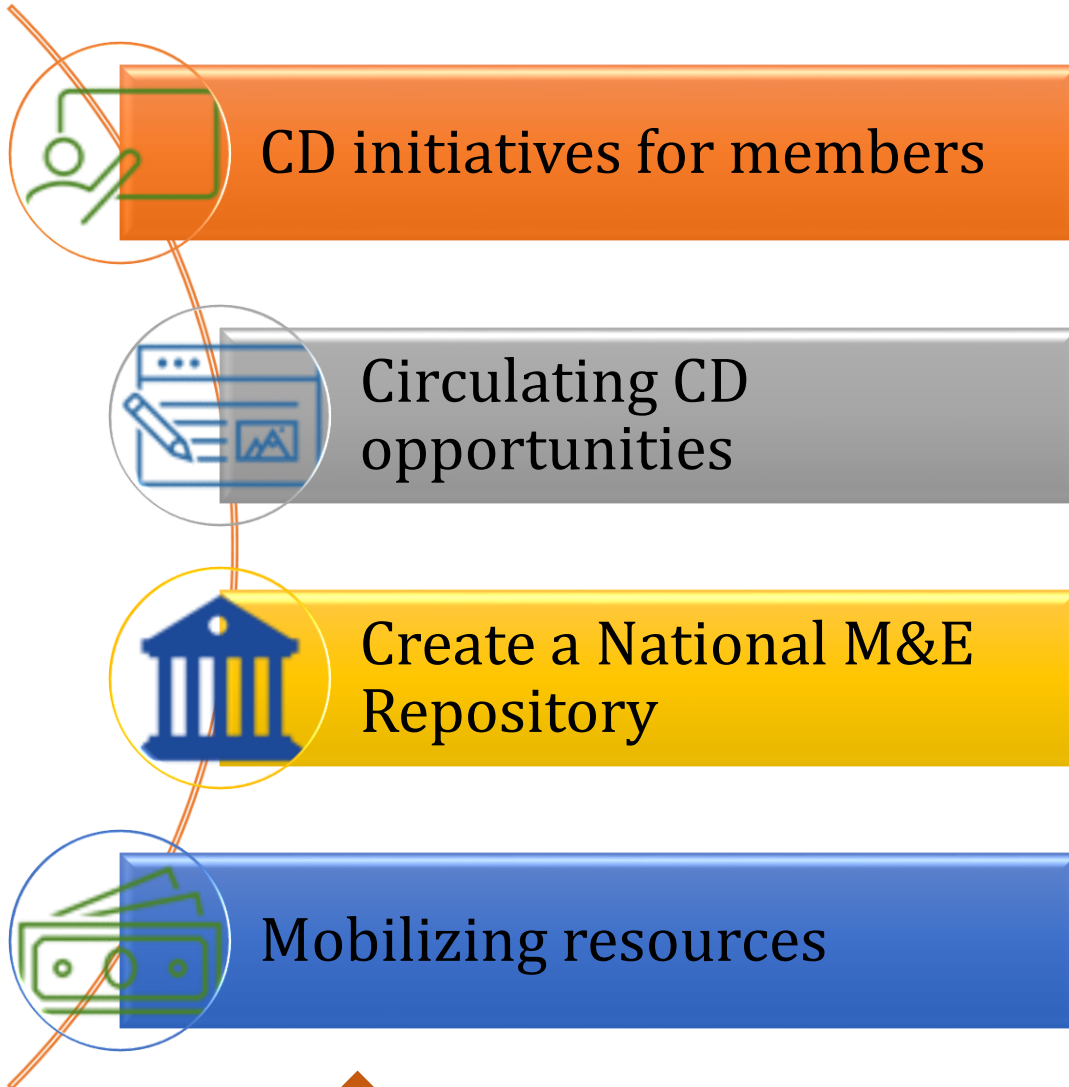 CD initiatives for members
Circulating CD
opportunities
Create a National M&E
Repository
Mobilizing resources